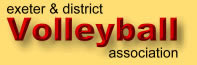 exeter & district
Volleyball
association